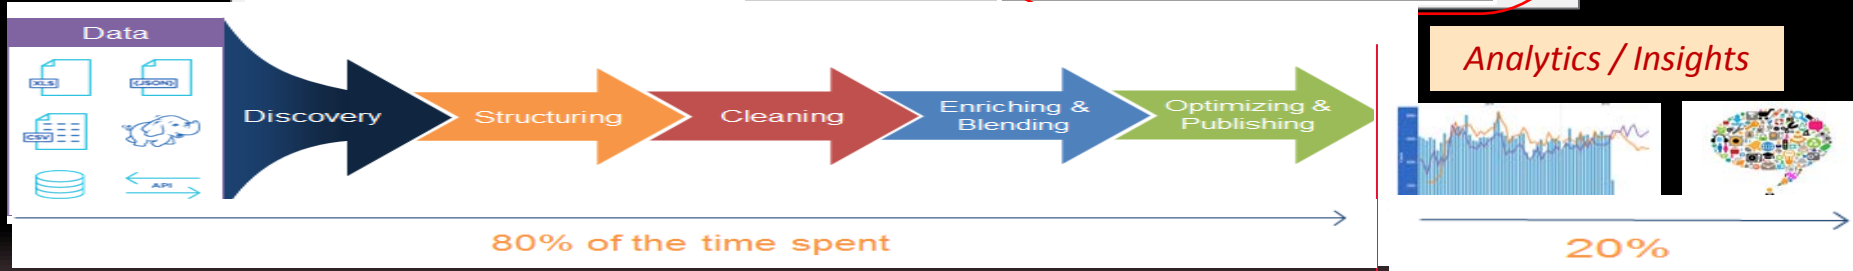 Data
XLS
{JSON}
CSV
API
Discovery
Structuring
Cleaning
Enriching &
Blending
Optimizing &
Publishing
Analytics / Insights
80% of the time spent
20%